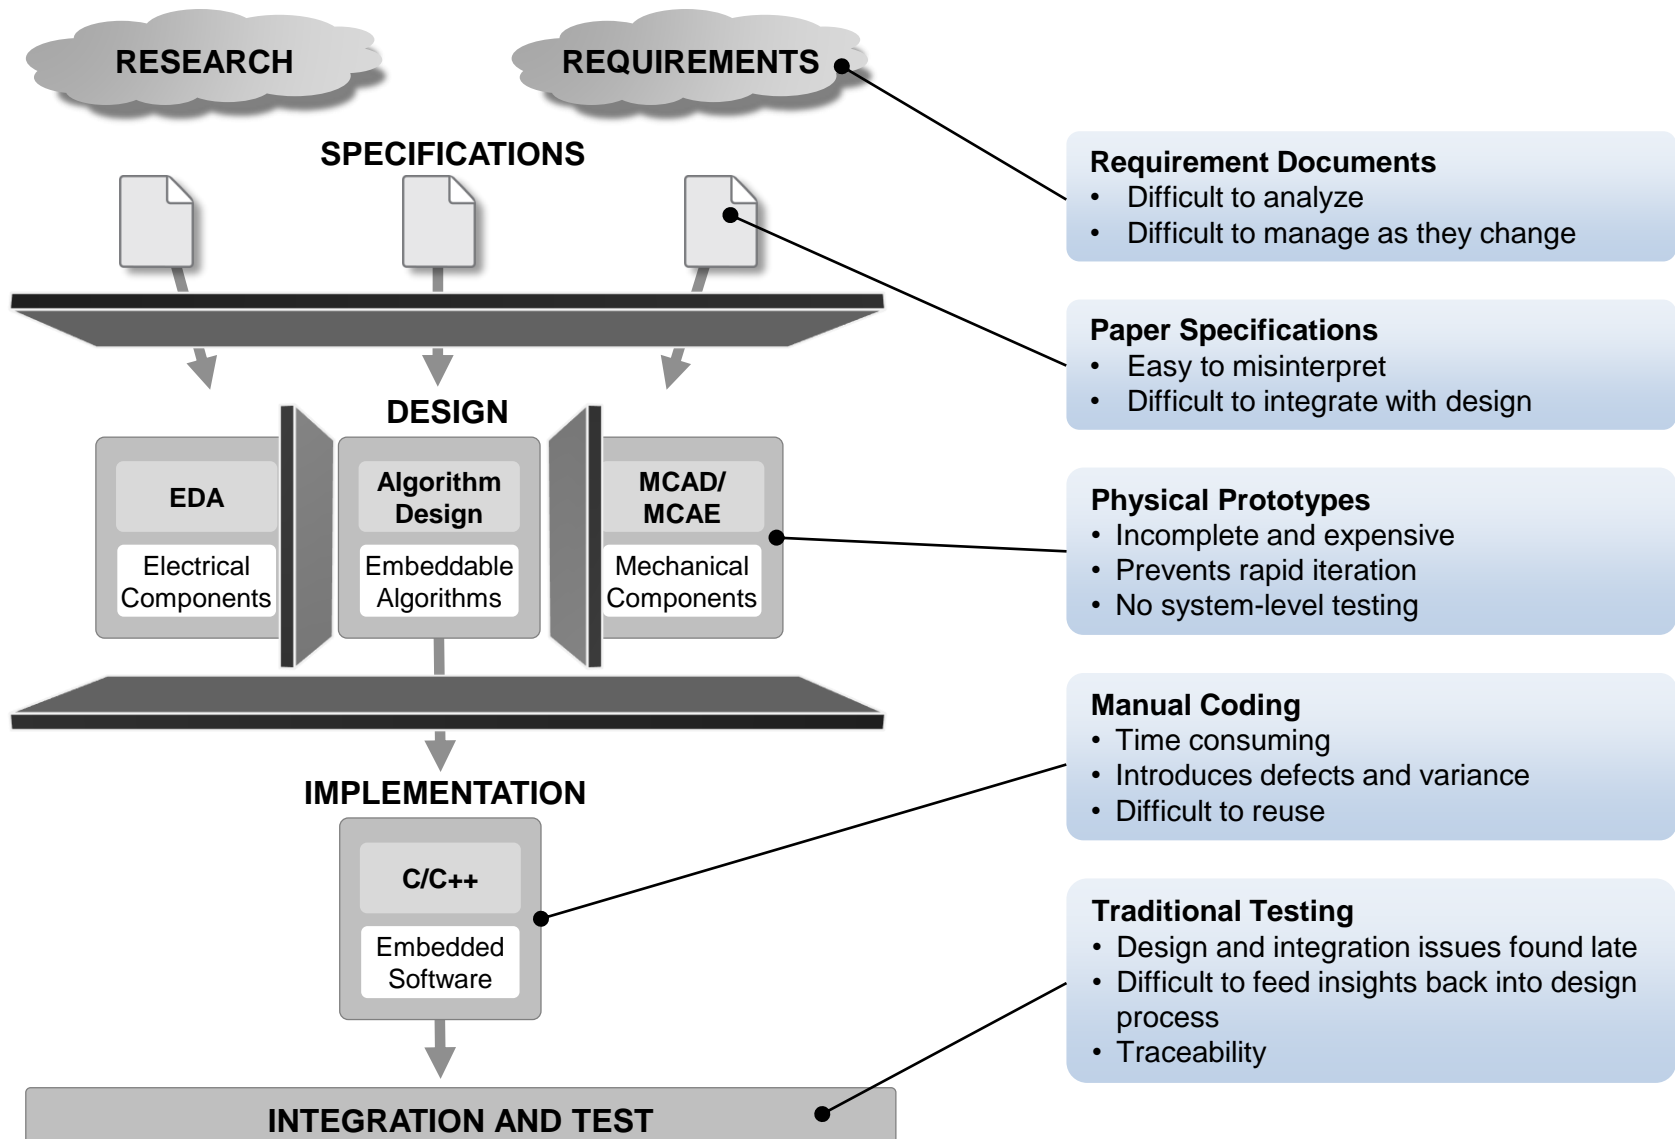 RESEARCH
REQUIREMENTS
SPECIFICATIONS
DESIGN
EDA
Electrical
Components
Algorithm
Design
Embeddable
Algorithms
MCAD/
MCAE
Mechanical
Components
IMPLEMENTATION
C/C++
Embedded
Software
INTEGRATION AND TEST
Requirement Documents
• Difficult to analyze
• Difficult to manage as they change
Paper Specifications
• Easy to misinterpret
• Difficult to integrate with design
Physical Prototypes
• Incomplete and expensive
• Prevents rapid iteration
• No system-level testing
Manual Coding
• Time consuming
• Introduces defects and variance
• Difficult to reuse
Traditional Testing
• Design and integration issues found late
• Difficult to feed insights back into design
process
• Traceability